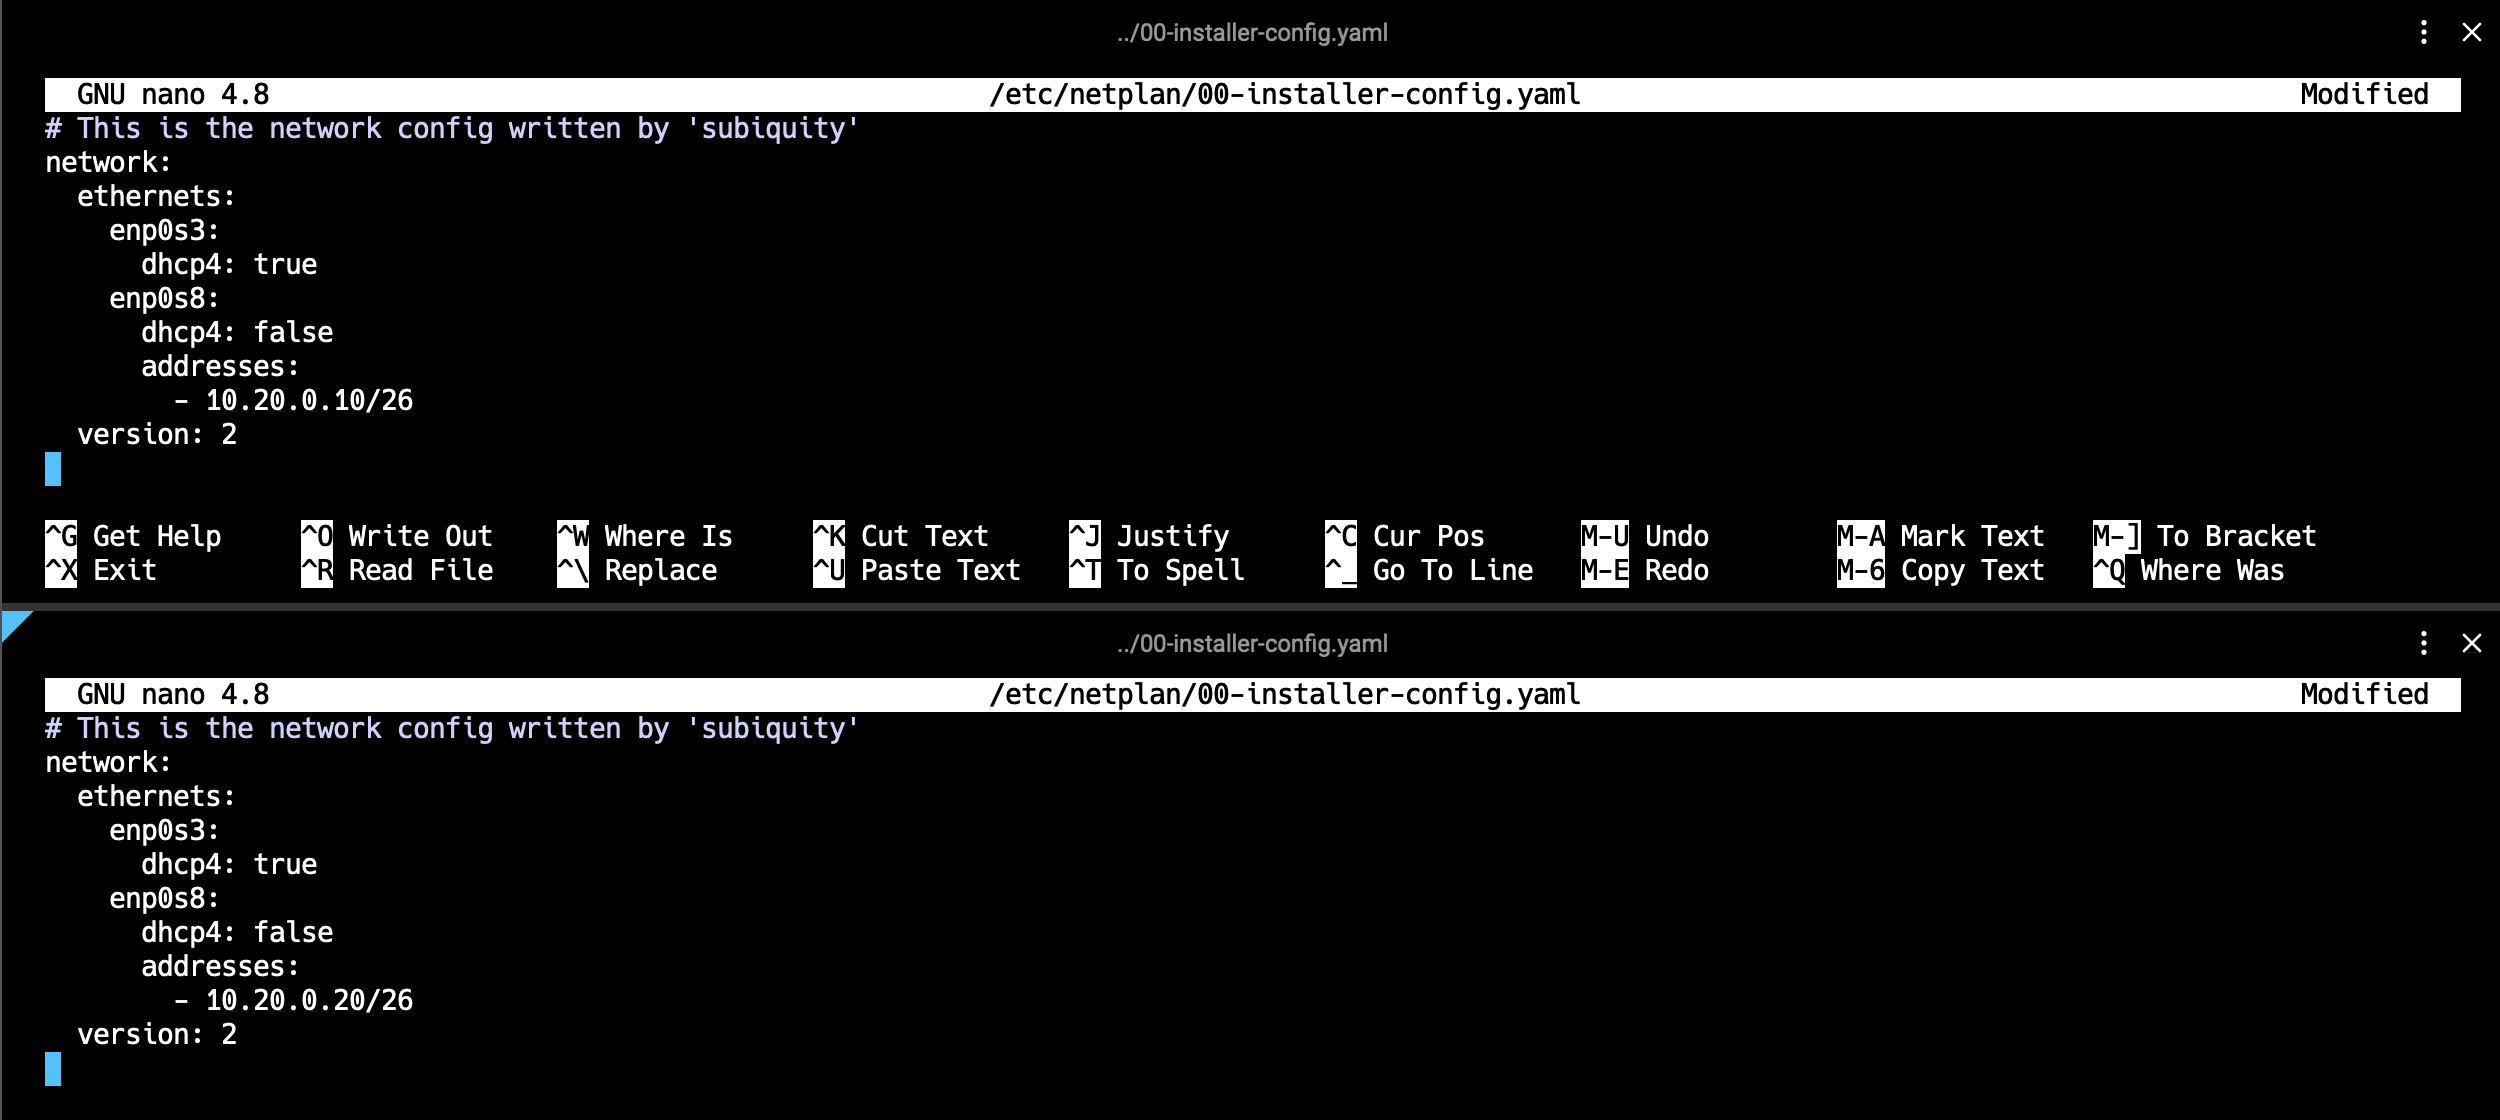 ../00-installer-config.yaml
GNU nano 4.8 /etc/netplan/00-installer-config.yaml Modified
# This is the network config written by 'subiquity'
network:
  ethernets:
    enp0s3:
      dhcp4: true
    enp0s8:
      dhcp4: false
      addresses:
        - 10.20.0.10/26
  version: 2
^G Get Help ^O Write Out ^W Where Is ^K Cut Text ^J Justify ^C Cur Pos M-U Undo M-A Mark Text M-] To Bracket
^X Exit ^R Read File ^\ Replace ^U Paste Text ^T To Spell ^_ Go To Line M-E Redo M-6 Copy Text ^Q Where Was
../00-installer-config.yaml
GNU nano 4.8 /etc/netplan/00-installer-config.yaml Modified
# This is the network config written by 'subiquity'
network:
  ethernets:
    enp0s3:
      dhcp4: true
    enp0s8:
      dhcp4: false
      addresses:
        - 10.20.0.20/26
  version: 2